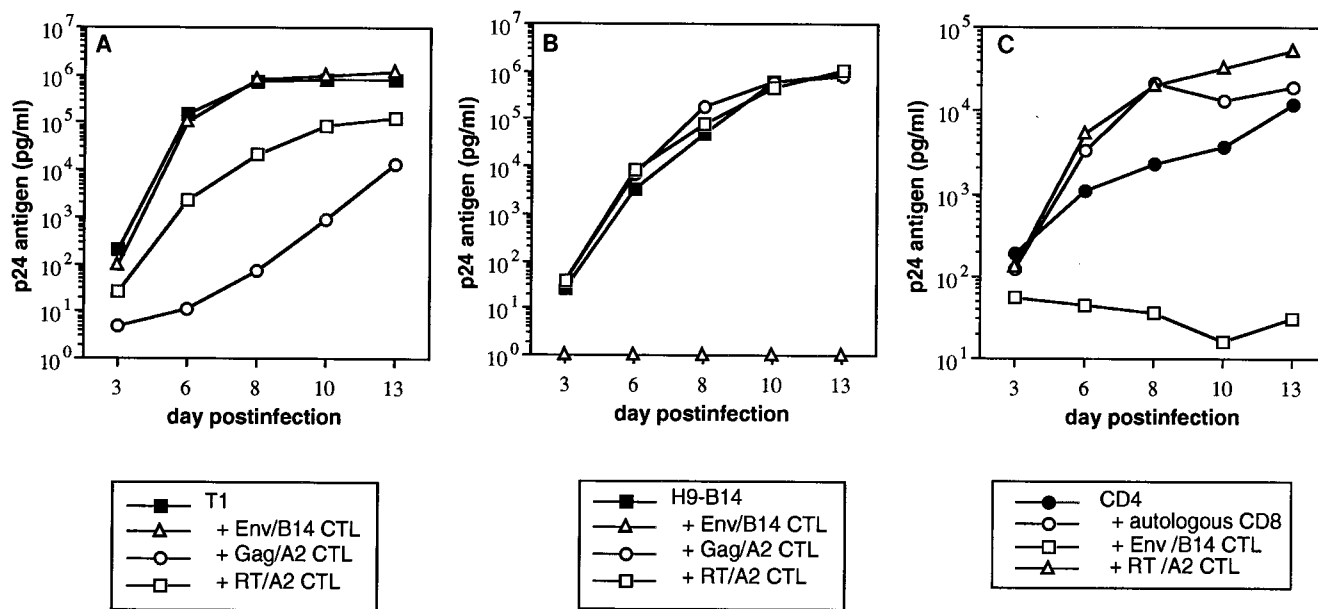 A
p24 antigen (pg/ml)
10^7
10^6
10^5
10^4
10^3
10^2
10^1
10^0
3 6 8 10 13
day postinfection
T1
+ Env/B14 CTL
+ Gag/A2 CTL
+ RT/A2 CTL
B
p24 antigen (pg/ml)
10^7
10^6
10^5
10^4
10^3
10^2
10^1
10^0
3 6 8 10 13
day postinfection
H9-B14
+ Env/B14 CTL
+ Gag/A2 CTL
+ RT/A2 CTL
C
p24 antigen (pg/ml)
10^5
10^4
10^3
10^2
10^1
3 6 8 10 13
day postinfection
CD4
+ autologous CD8
+ Env /B14 CTL
+ RT /A2 CTL